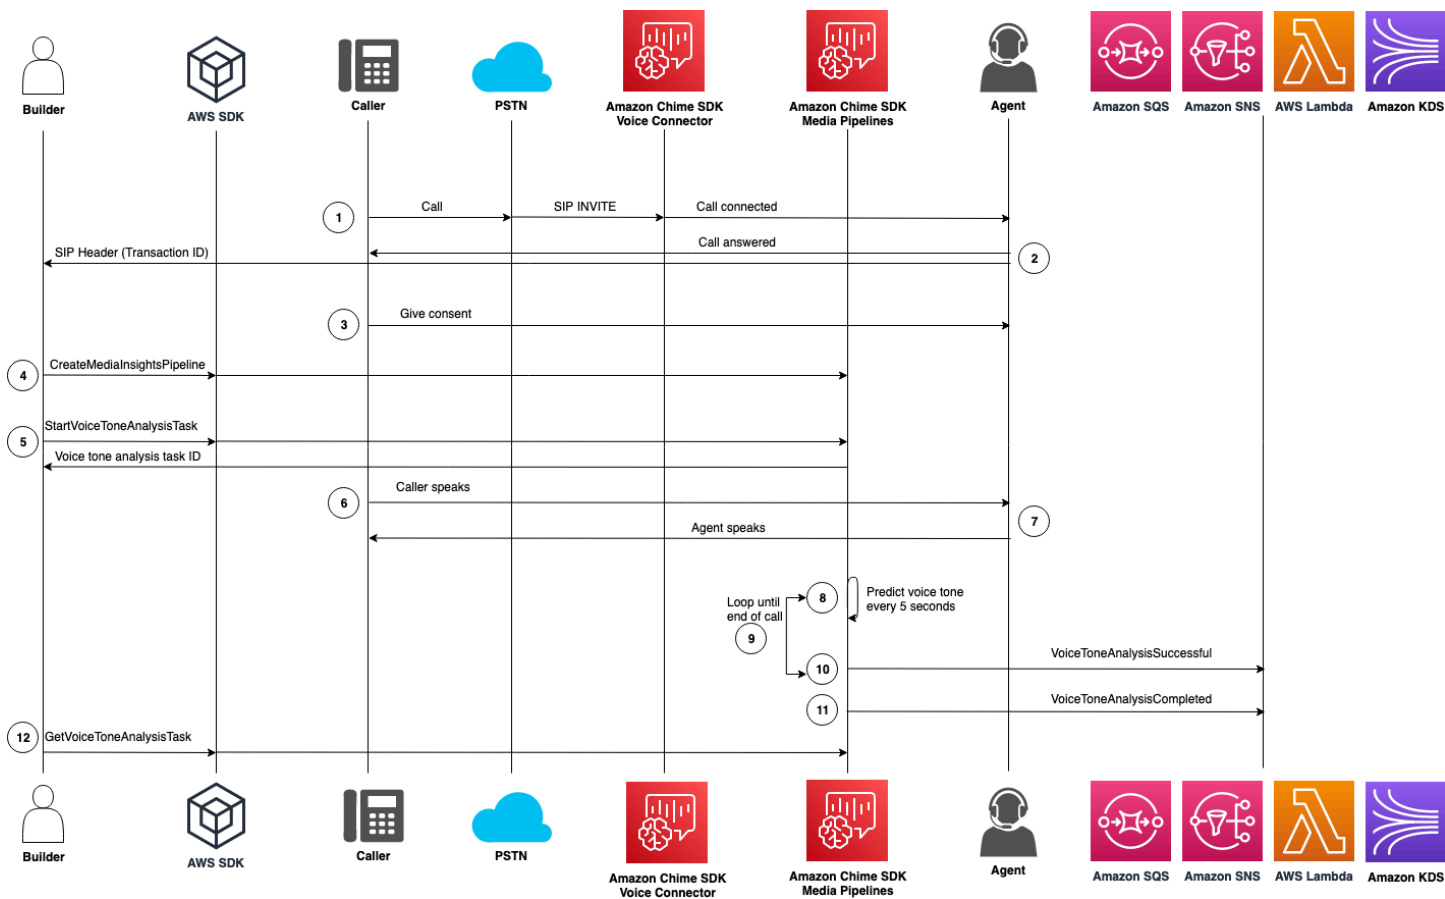 Builder
AWS SDK
Caller
PSTN
Amazon Chime SDK
Voice Connector
Amazon Chime SDK
Media Pipelines
Agent
Amazon SQS
Amazon SNS
AWS Lambda
Amazon KDS
1
Call
SIP INVITE
Call connected
Call answered
2
SIP Header (Transaction ID)
3
Give consent
4
CreateMediaInsightsPipeline
5
StartVoiceToneAnalysisTask
Voice tone analysis task ID
6
Caller speaks
7
Agent speaks
8
Predict voice tone
every 5 seconds
Loop until
end of call
9
10
VoiceToneAnalysisSuccessful
11
VoiceToneAnalysisCompleted
12
GetVoiceToneAnalysisTask
Builder
AWS SDK
Caller
PSTN
Amazon Chime SDK
Voice Connector
Amazon Chime SDK
Media Pipelines
Agent
Amazon SQS
Amazon SNS
AWS Lambda
Amazon KDS